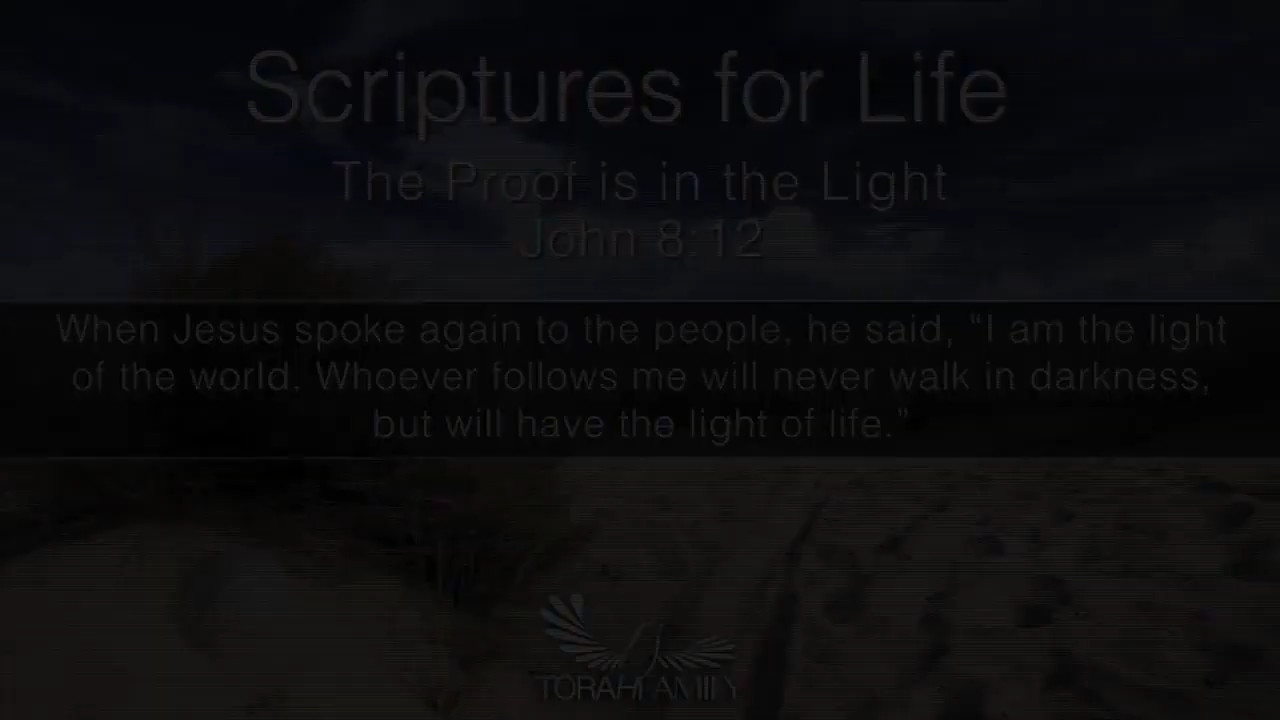 Scriptures for Life
The Proof is in the Light
John 8:12
When Jesus spoke again to the people, he said, “I am the light
of the world. Whoever follows me will never walk in darkness,
but will have the light of life.”
TORAHFAMILY